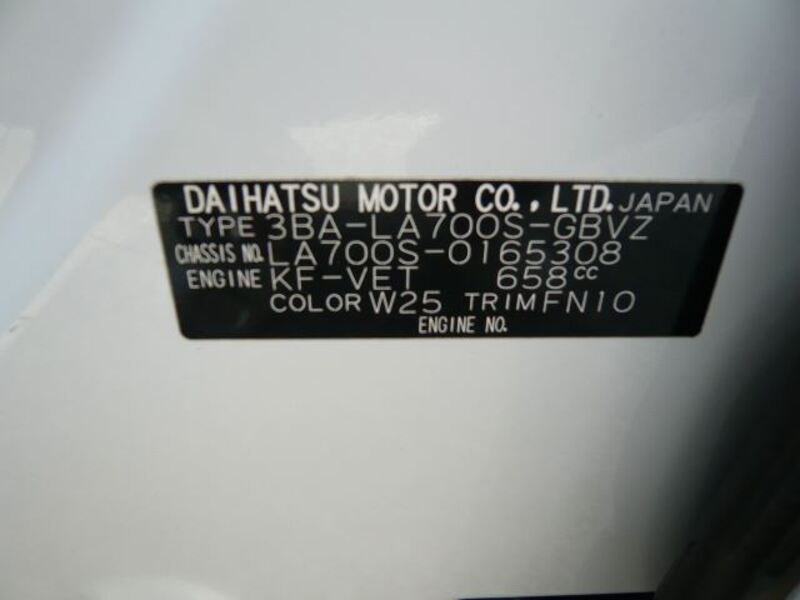 DAIHATSU MOTOR CO., LTD. JAPAN
TYPE 3BA-LA700S-GBVZ
CHASSIS NO. LA700S-0165308
ENGINE KF-VET 658cc
COLOR W25 TRIM FN10
ENGINE NO.